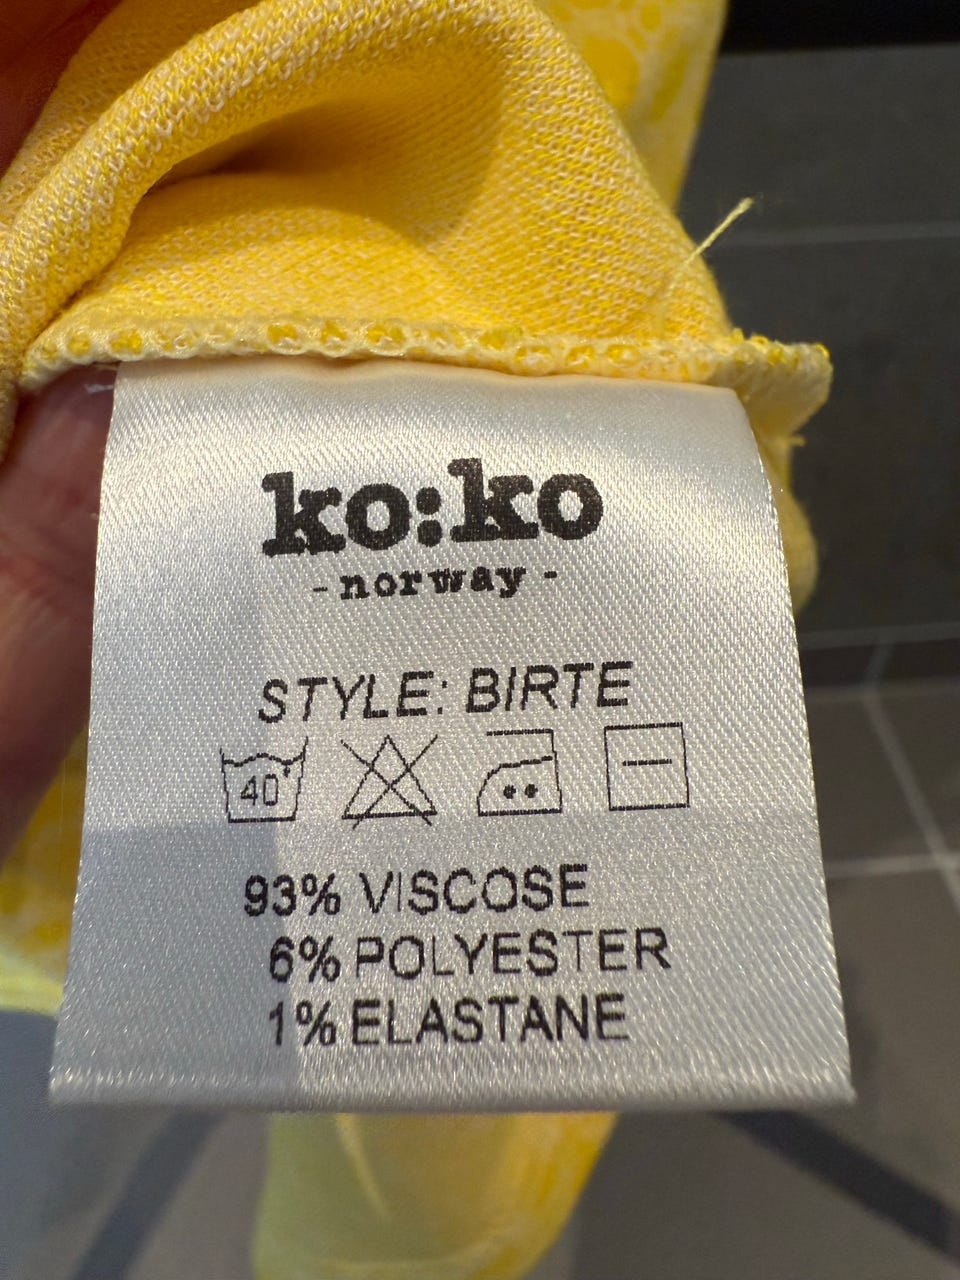 ko:ko
- norway -
STYLE: BIRTE
40°
93% VISCOSE
6% POLYESTER
1% ELASTANE